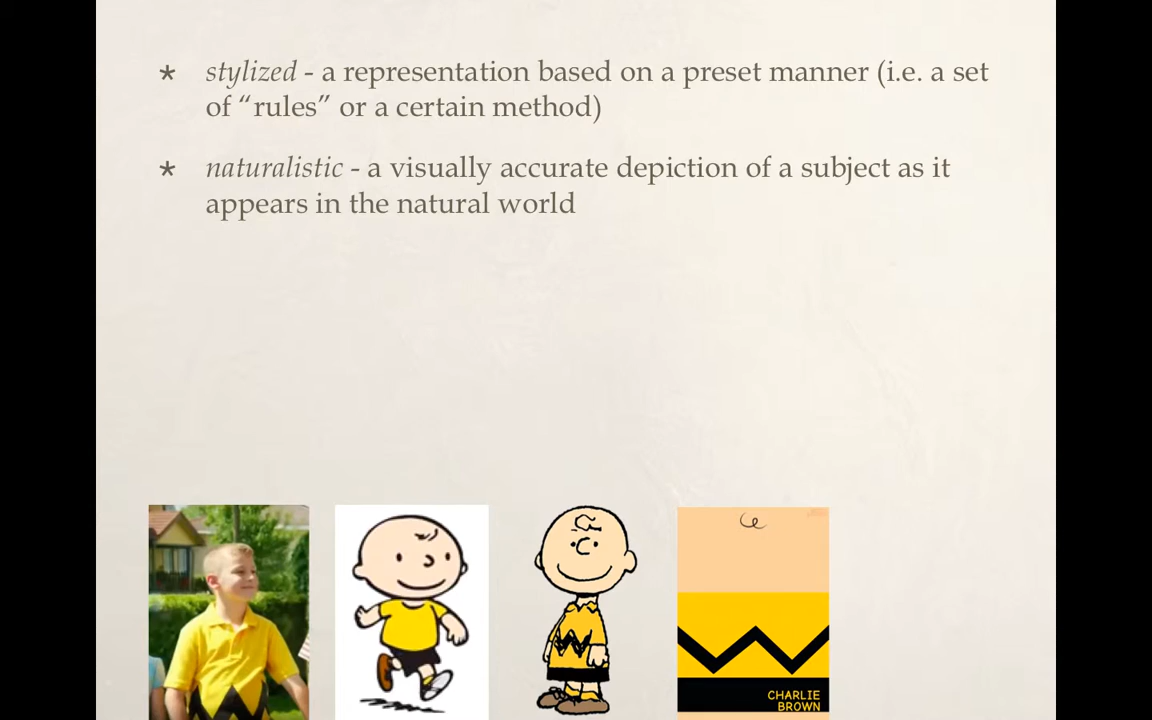 * stylized - a representation based on a preset manner (i.e. a set
of “rules” or a certain method)
* naturalistic - a visually accurate depiction of a subject as it
appears in the natural world
CHARLIE
BROWN